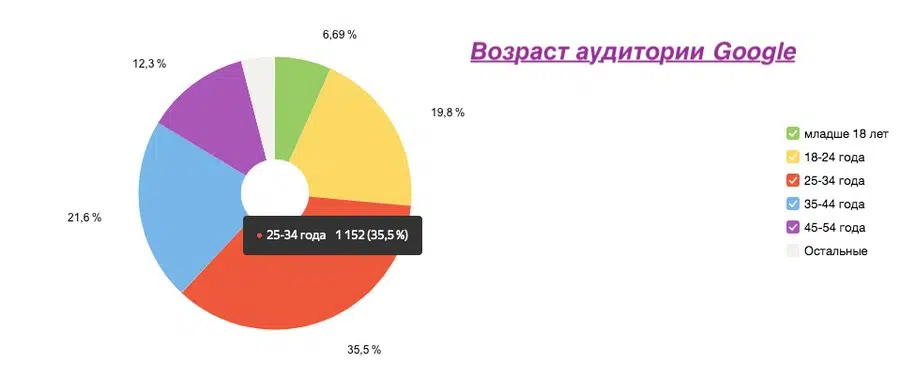 Возраст аудитории Google
6,69 %
12,3 %
19,8 %
младше 18 лет
18-24 года
25-34 года
35-44 года
21,6 %
45-54 года
25-34 года 1 152 (35,5 %)
Остальные
35,5 %